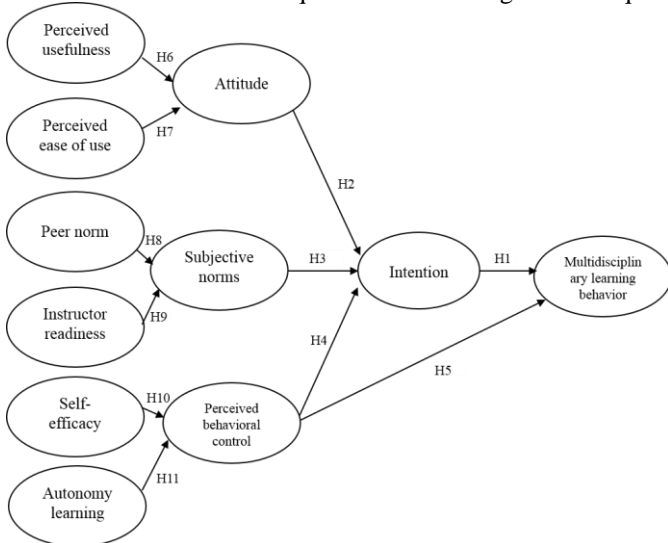 Perceived
usefulness
H6
Attitude
Perceived
ease of use
H7
H2
Peer norm
H8
Subjective
norms
H3
Intention
H1
Multidisciplin
ary learning
behavior
Instructor
readiness
H9
H4
H5
Self-
efficacy
H10
Perceived
behavioral
control
H11
Autonomy
learning